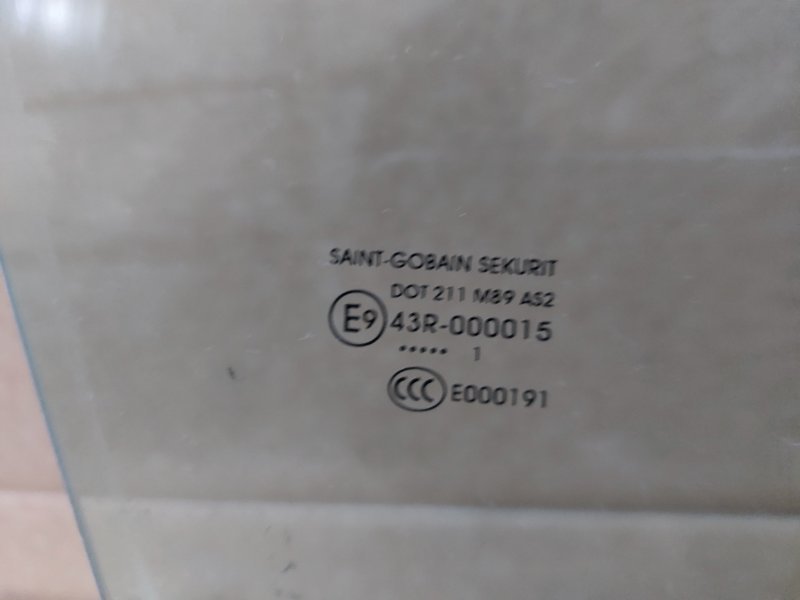 SAINT-GOBAIN SEKURIT
DOT 211 M89 AS2
E9 43R-000015
••••• 1
CCC E000191